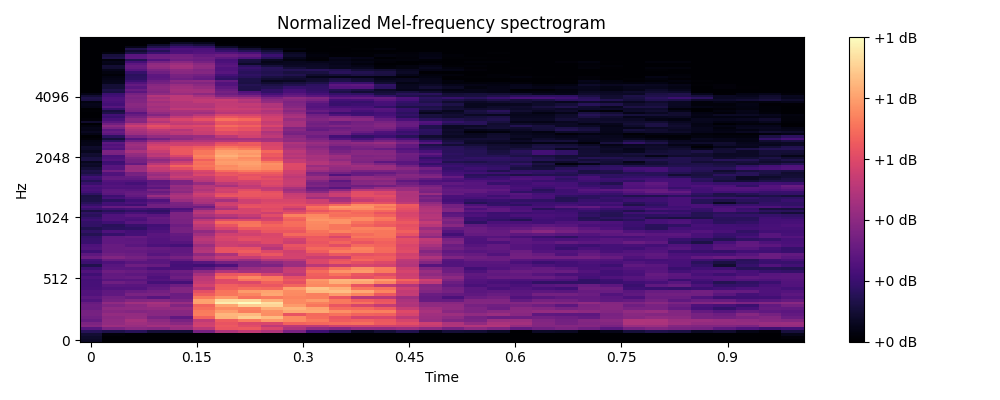 Normalized Mel-frequency spectrogram
+1 dB
4096
+1 dB
2048
+1 dB
Hz
1024
+0 dB
512
+0 dB
0
+0 dB
0 0.15 0.3 0.45 0.6 0.75 0.9
Time